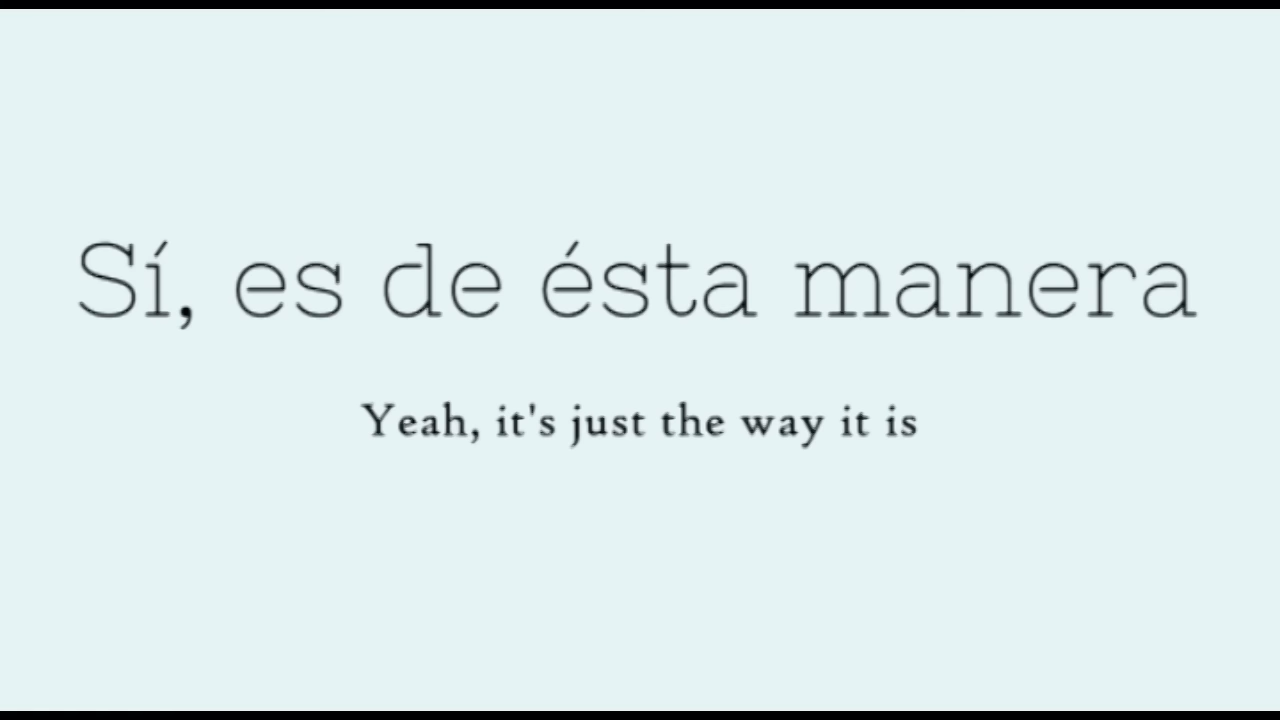 Sí, es de ésta manera
Yeah, it's just the way it is